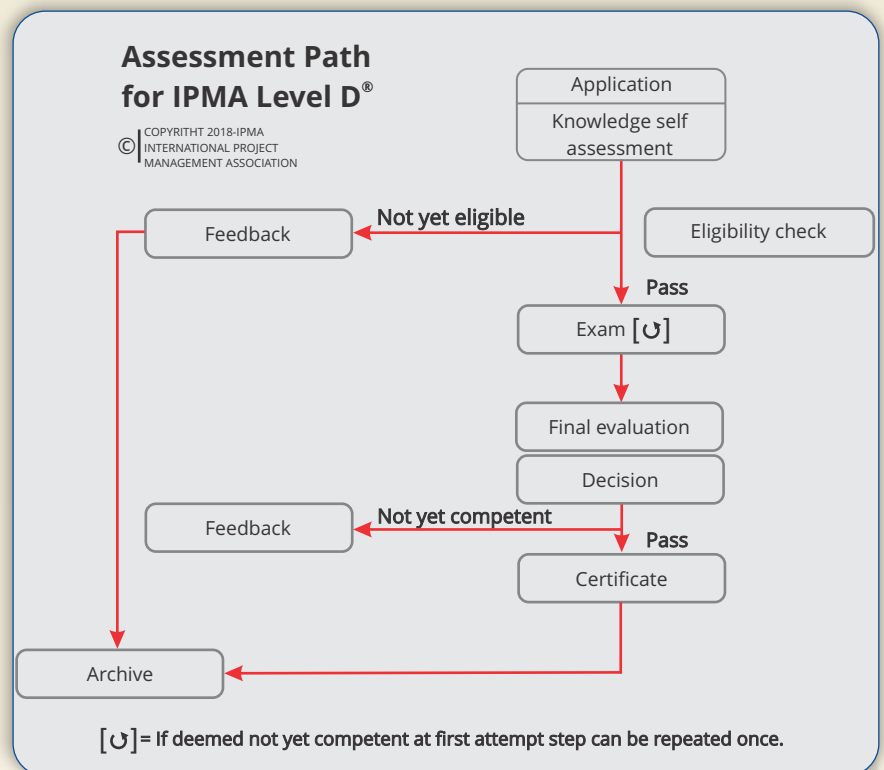 Assessment Path
for IPMA Level D®
© COPYRITHT 2018-IPMA
INTERNATIONAL PROJECT
MANAGEMENT ASSOCIATION
Application
Knowledge self
assessment
Not yet eligible
Feedback
Eligibility check
Pass
Exam [↺]
Final evaluation
Decision
Not yet competent
Feedback
Pass
Certificate
Archive
[↺]= If deemed not yet competent at first attempt step can be repeated once.